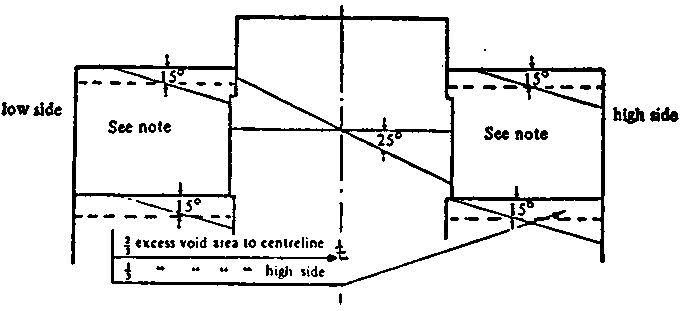 15°
15°
low side
high side
See note
25°
See note
15°
15°
2/3 excess void area to centreline
1/3 " " " " high side